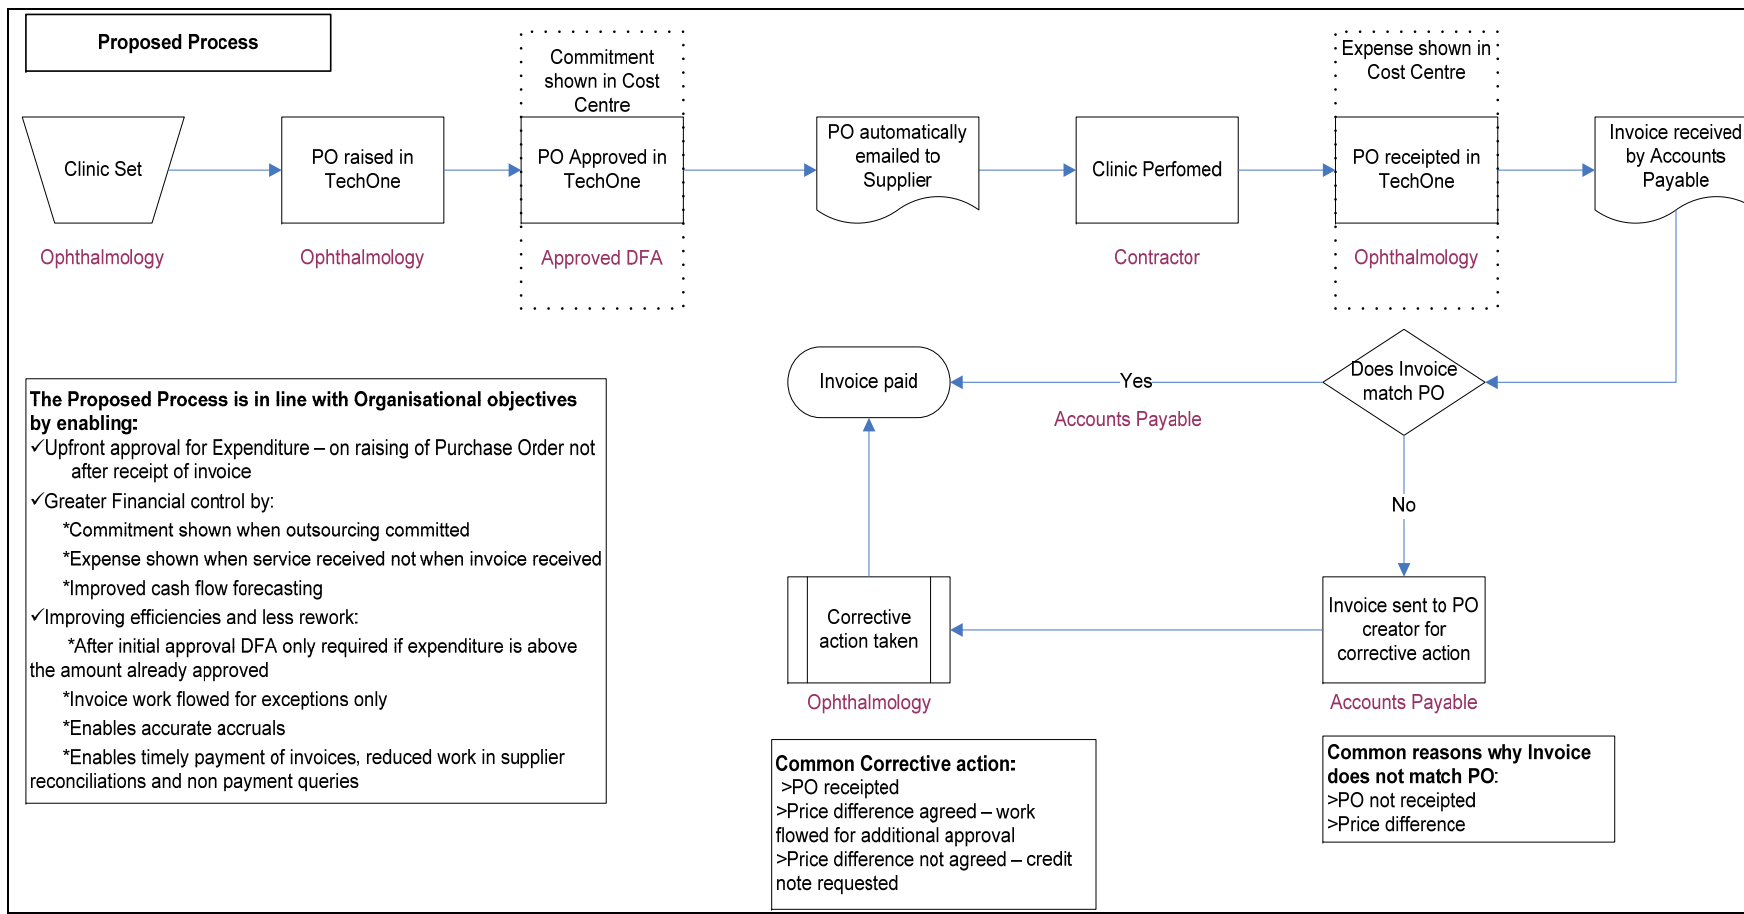 Proposed Process
Commitment
shown in Cost
Centre
Expense shown in
Cost Centre
Clinic Set
PO raised in
TechOne
PO Approved in
TechOne
PO automatically
emailed to
Supplier
Clinic Perfomed
PO receipted in
TechOne
Invoice received
by Accounts
Payable
Ophthalmology
Ophthalmology
Approved DFA
Contractor
Ophthalmology
Invoice paid
Yes
Does Invoice
match PO
Accounts Payable
No
The Proposed Process is in line with Organisational objectives
by enabling:
✓Upfront approval for Expenditure – on raising of Purchase Order not
after receipt of invoice
✓Greater Financial control by:
*Commitment shown when outsourcing committed
*Expense shown when service received not when invoice received
*Improved cash flow forecasting
✓Improving efficiencies and less rework:
*After initial approval DFA only required if expenditure is above
the amount already approved
*Invoice work flowed for exceptions only
*Enables accurate accruals
*Enables timely payment of invoices, reduced work in supplier
reconciliations and non payment queries
Corrective
action taken
Ophthalmology
Invoice sent to PO
creator for
corrective action
Accounts Payable
Common Corrective action:
>PO receipted
>Price difference agreed – work
flowed for additional approval
>Price difference not agreed – credit
note requested
Common reasons why Invoice
does not match PO:
>PO not receipted
>Price difference